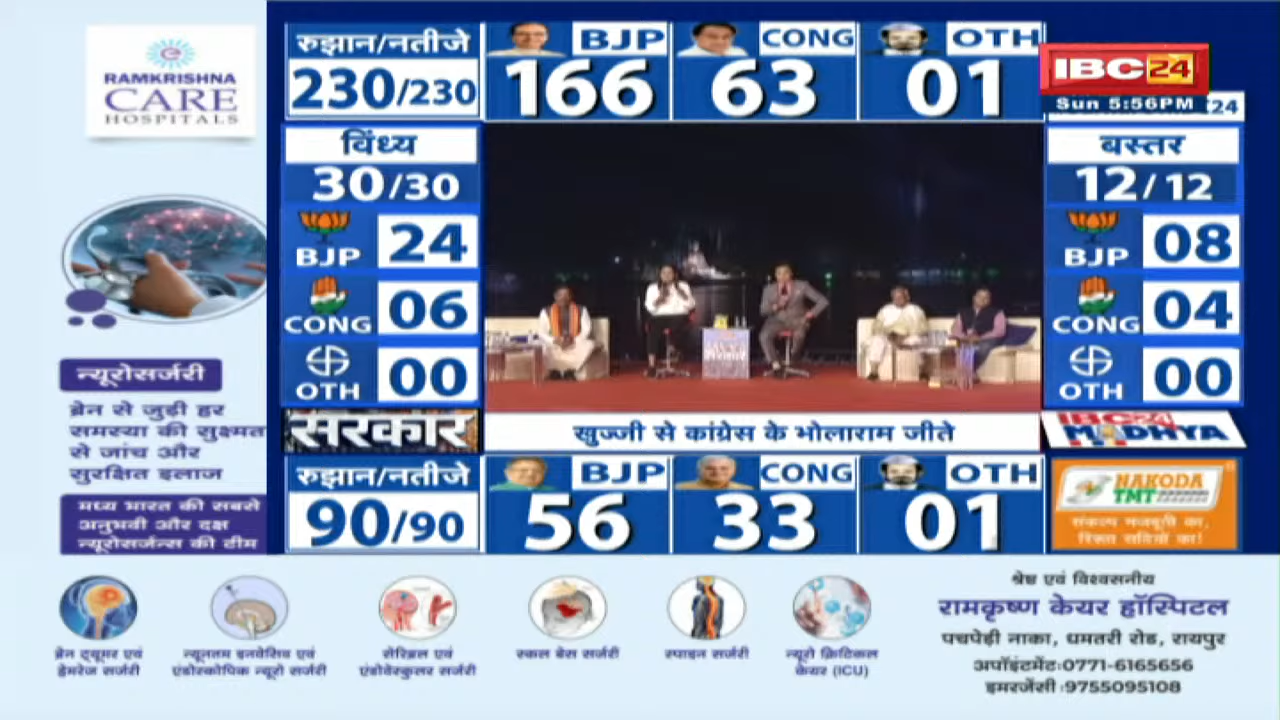 RAMKRISHNA
CARE
HOSPITALS
रुझान/नतीजे
230/230
BJP
166
CONG
63
OTH
01
IBC24
Sun 5:56PM
24
विंध्य
30/30
BJP
24
CONG
06
OTH
00
बस्तर
12/12
BJP
08
CONG
04
OTH
00
न्यूरोसर्जरी
ब्रेन से जुड़ी हर
समस्या की सुक्ष्मत
से जांच और
सुरक्षित इलाज
मध्य भारत की सबसे
अनुभवी और दक्ष
न्यूरोसर्जन्स की टीम
सरकार
खुज्जी से कांग्रेस के भोलाराम जीते
IBC24
MADHYA
रुझान/नतीजे
90/90
BJP
56
CONG
33
OTH
01
NAKODA
TMT
संकल्प मजबूती का,
रिश्ता सदियों का!
ब्रेन ट्यूमर एवं
हेमरेज सर्जरी
न्यूनतम इनवेसिव एवं
एंडोस्कोपिक न्यूरो सर्जरी
सेरिब्रल एवं
एंडोवेस्कुलर सर्जरी
स्कल बेस सर्जरी
स्पाइन सर्जरी
न्यूरो क्रिटिकल
केयर (ICU)
श्रेष्ठ एवं विश्वसनीय
रामकृष्ण केयर हॉस्पिटल
पचपेड़ी नाका, धमतरी रोड, रायपुर
अपॉइंटमेंट:0771-6165656
इमरजेंसी :9755095108